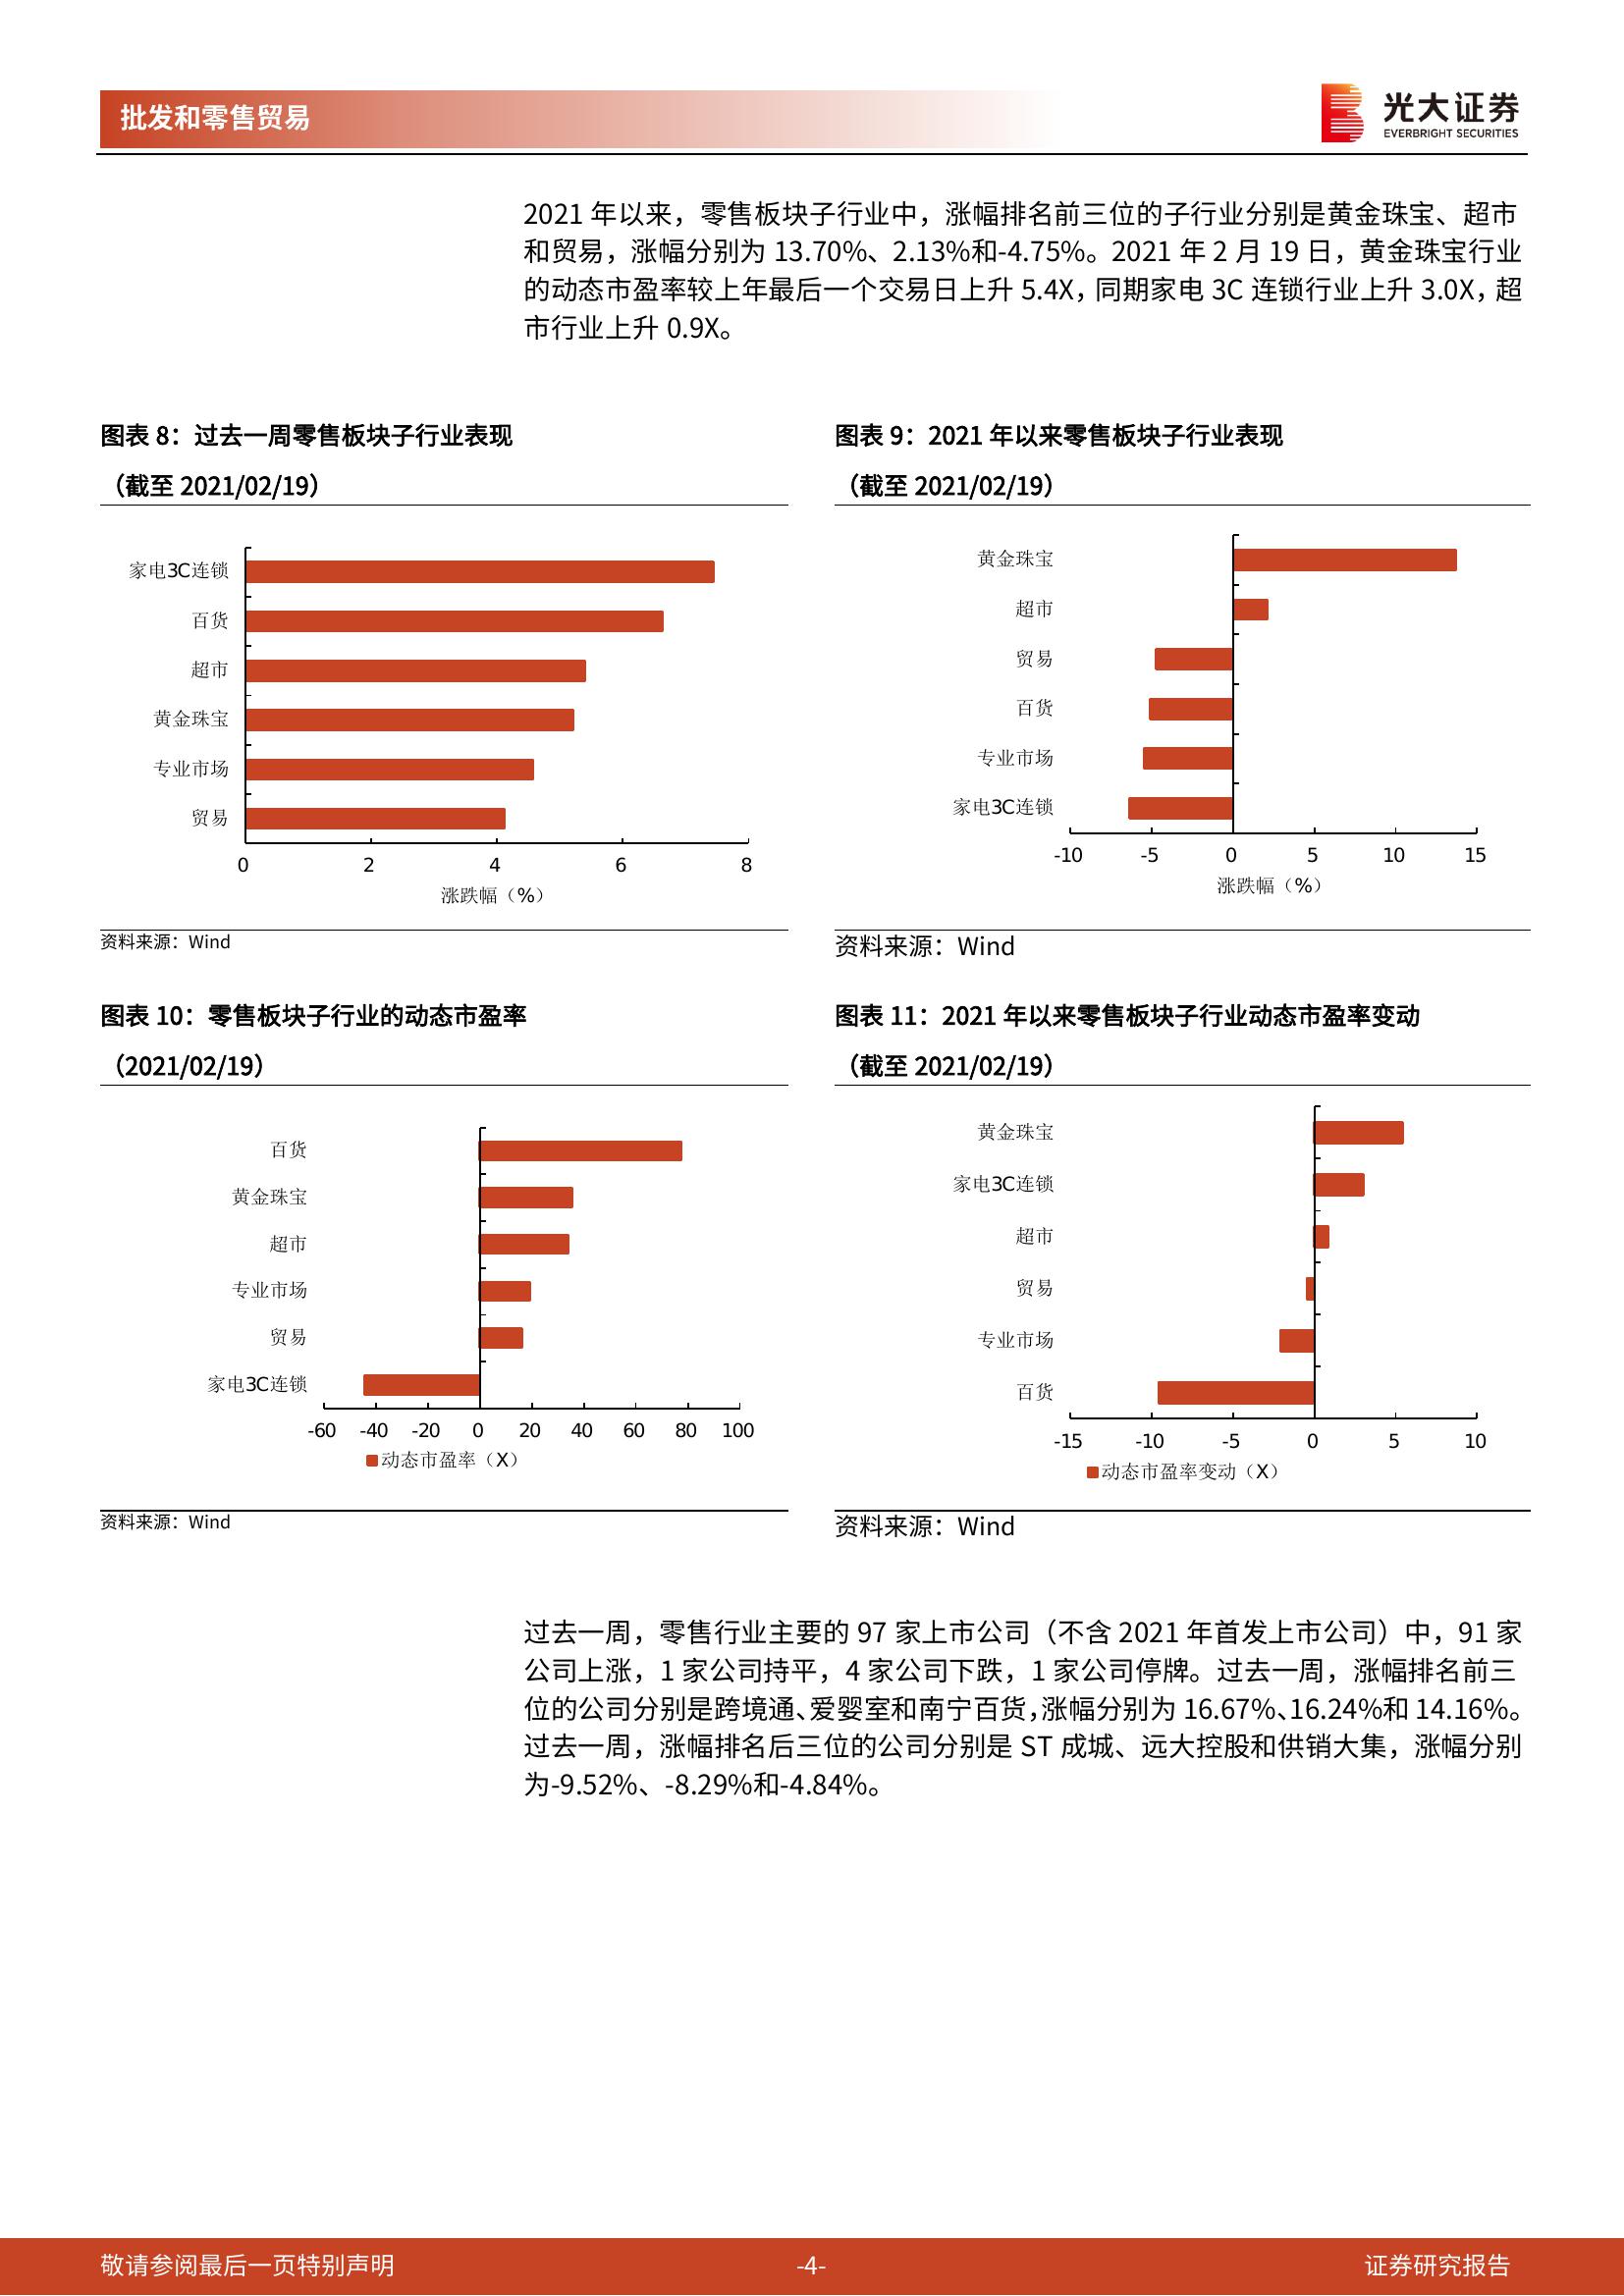 批发和零售贸易
光大证券
EVERBRIGHT SECURITIES
2021 年以来，零售板块子行业中，涨幅排名前三位的子行业分别是黄金珠宝、超市
和贸易，涨幅分别为 13.70%、2.13%和-4.75%。2021 年 2 月 19 日，黄金珠宝行业
的动态市盈率较上年最后一个交易日上升 5.4X，同期家电 3C 连锁行业上升 3.0X，超
市行业上升 0.9X。
图表 8：过去一周零售板块子行业表现
（截至 2021/02/19）
家电3C连锁
百货
超市
黄金珠宝
专业市场
贸易
0 2 4 6 8
涨跌幅（%）
资料来源：Wind
图表 9：2021 年以来零售板块子行业表现
（截至 2021/02/19）
黄金珠宝
超市
贸易
百货
专业市场
家电3C连锁
-10 -5 0 5 10 15
涨跌幅（%）
资料来源：Wind
图表 10：零售板块子行业的动态市盈率
（2021/02/19）
百货
黄金珠宝
超市
专业市场
贸易
家电3C连锁
-60 -40 -20 0 20 40 60 80 100
动态市盈率（X）
资料来源：Wind
图表 11：2021 年以来零售板块子行业动态市盈率变动
（截至 2021/02/19）
黄金珠宝
家电3C连锁
超市
贸易
专业市场
百货
-15 -10 -5 0 5 10
动态市盈率变动（X）
资料来源：Wind
过去一周，零售行业主要的 97 家上市公司（不含 2021 年首发上市公司）中，91 家
公司上涨，1 家公司持平，4 家公司下跌，1 家公司停牌。过去一周，涨幅排名前三
位的公司分别是跨境通、爱婴室和南宁百货，涨幅分别为 16.67%、16.24%和 14.16%。
过去一周，涨幅排名后三位的公司分别是 ST 成城、远大控股和供销大集，涨幅分别
为-9.52%、-8.29%和-4.84%。
敬请参阅最后一页特别声明
-4-
证券研究报告